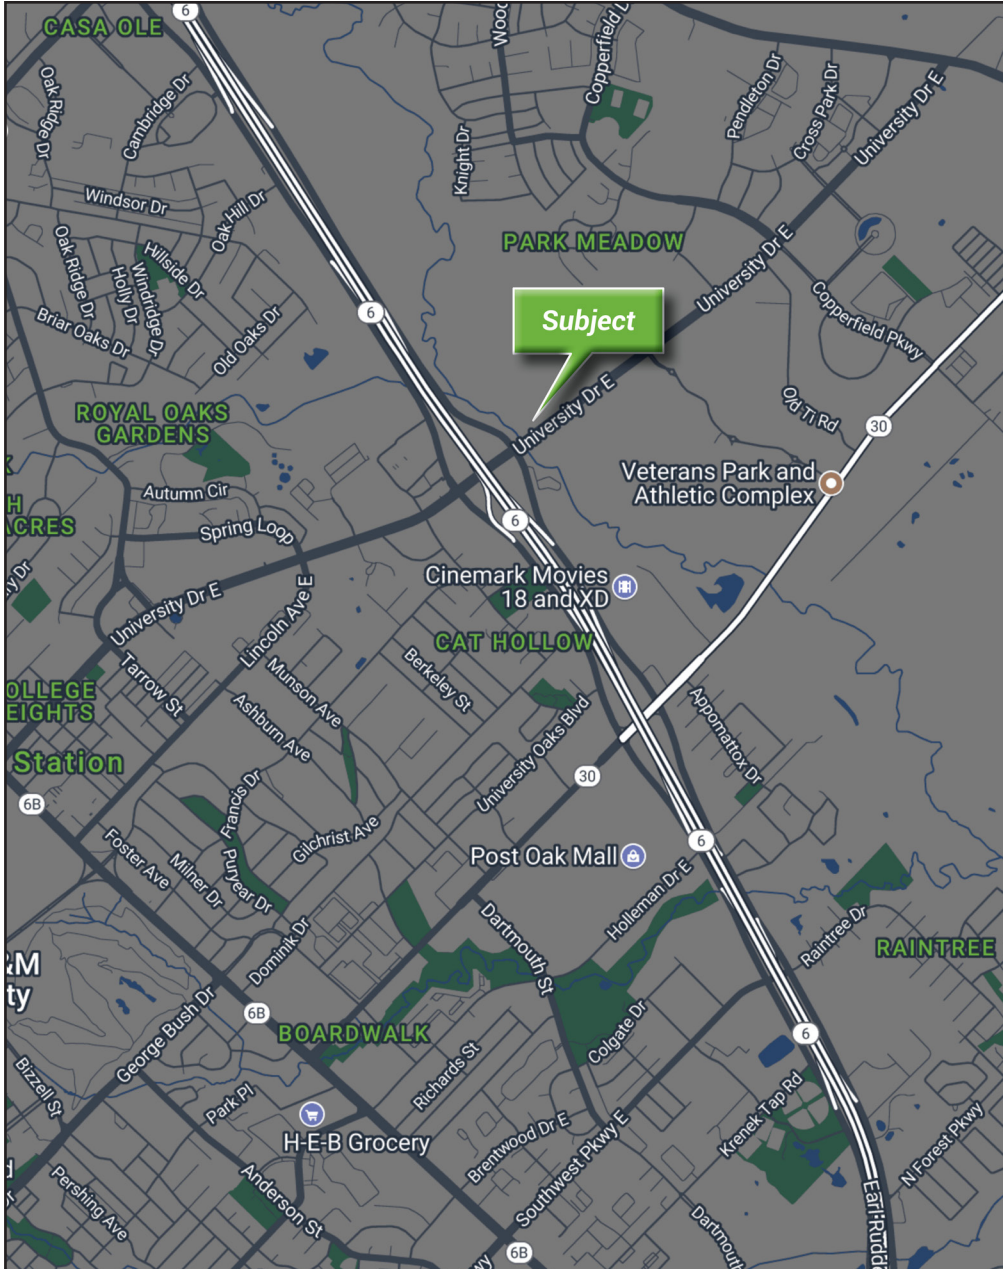 6
CASA OLE
Oak Ridge Dr
Cambridge Dr
Copperfield
Pendleton Dr
Cross Park Dr
University Dr E
Knight Dr
Windsor Dr
Oak Hill Dr
Oak Ridge Dr
Hillside Dr
Windridge Dr
Holly Dr
PARK MEADOW
University Dr E
Copperfield Pkwy
6
Briar Oaks Dr
Old Oaks Dr
Subject
University Dr E
Old Ti Rd
30
ROYAL OAKS
GARDENS
Veterans Park and
Athletic Complex
Autumn Cir
Spring Loop
ACRES
6
Cinemark Movies
18 and XD
University Dr E
Lincoln Ave E
CAT HOLLOW
Tarrow St
Munson Ave
Berkeley St
Ashburn Ave
University Oaks Blvd
Appomattox Dr
Station
30
6B
Francis Dr
Gilchrist Ave
6
Post Oak Mall
Foster Ave
Milner Dr
Puryear Dr
Holleman Dr E
Dominik Dr
Dartmouth St
Raintree Dr
RAINTREE
&M
6B
BOARDWALK
George Bush Dr
Colgate Dr
6
Richards St
Bizzell St
Park Pl
Krenek Tap Rd
H-E-B Grocery
Brentwood Dr E
Southwest Pkwy E
N Forest Pkwy
Pershing Ave
Anderson St
Dartmouth
Earl Rudd
6B